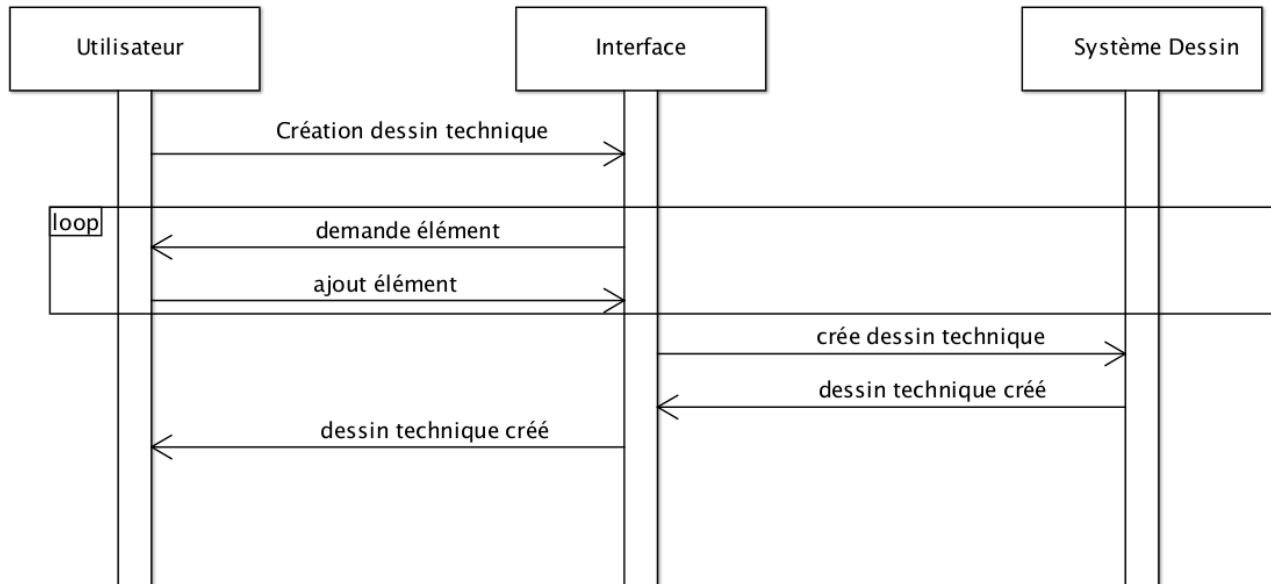 Utilisateur
Interface
Système Dessin
Création dessin technique
loop
demande élément
ajout élément
crée dessin technique
dessin technique créé
dessin technique créé